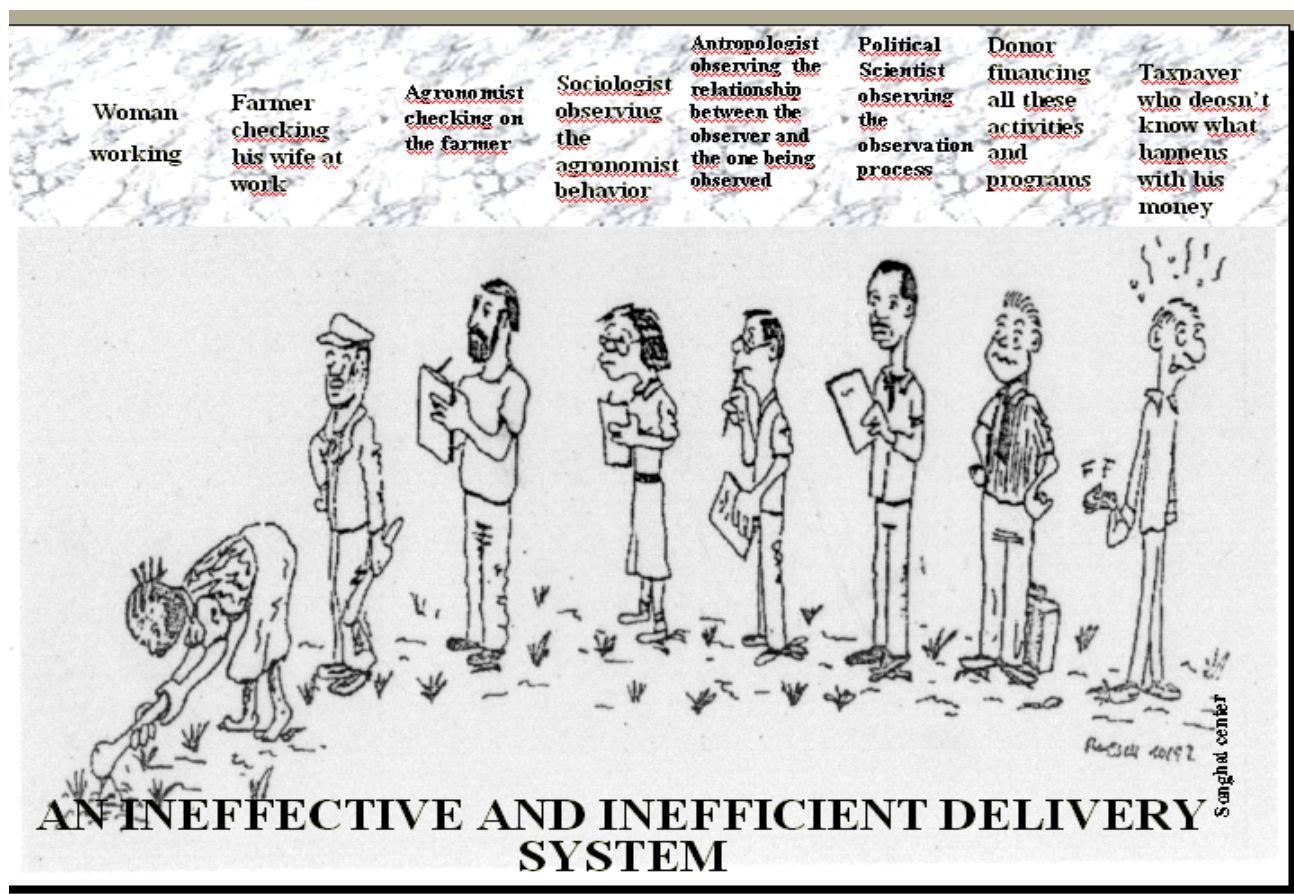 Woman
working
Farmer
checking
his wife at
work
Agronomist
checking on
the farmer
Sociologist
observing
the
agronomist
behavior
Antropologist
observing the
relationship
between the
observer and
the one being
observed
Political
Scientist
observing
the
observation
process
Donor
financing
all these
activities
and
programs
Taxpayer
who deosn't
know what
happens
with his
money
F F
Songhai center
AN INEFFECTIVE AND INEFFICIENT DELIVERY
SYSTEM